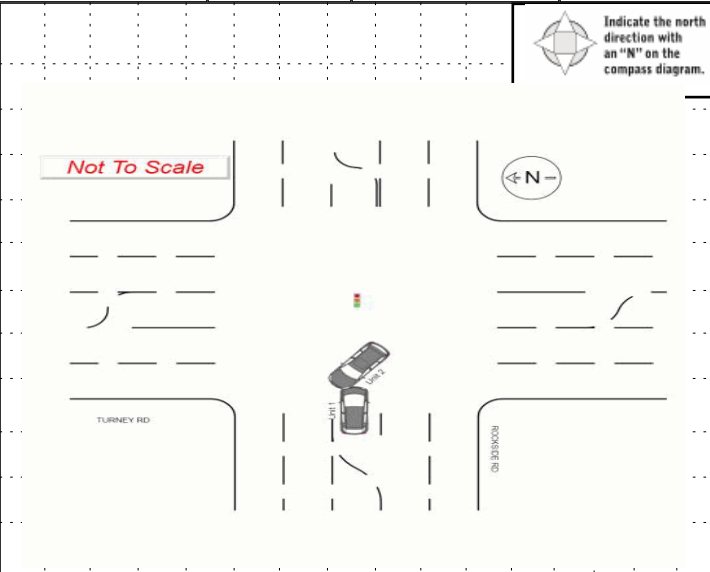 Indicate the north
direction with
an “N” on the
compass diagram.
Not To Scale
N
Unit 2
Unit 1
TURNEY RD
ROCKSIDE RD